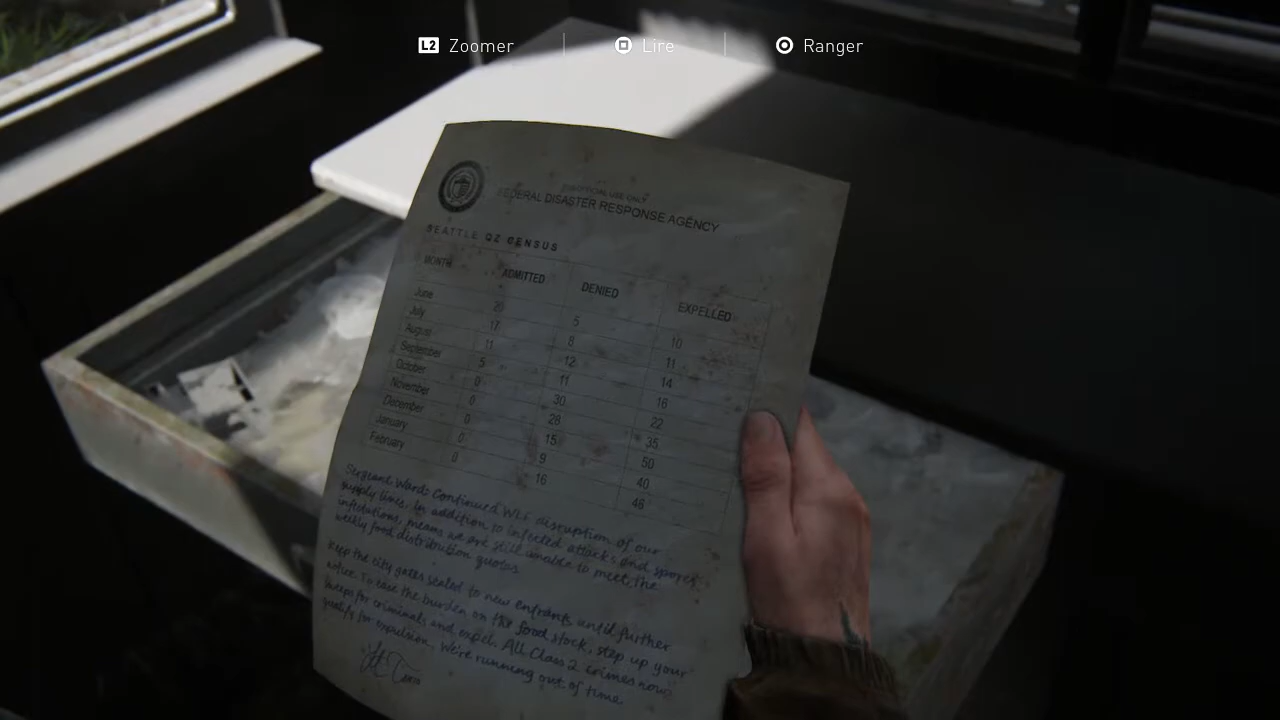 L2 Zoomer Lire Ranger
FOR OFFICIAL USE ONLY
FEDERAL DISASTER RESPONSE AGENCY
SEATTLE QZ CENSUS
MONTH ADMITTED DENIED EXPELLED
June 20 5 10
July 17 8 11
August 11 12 14
September 5 11 16
October 0 30 22
November 0 28 35
December 0 15 50
January 0 9 40
February 0 16 46
Sergeant Ward: Continued WLF disruption of our
supply lines, in addition to infected attacks and spores
infestations, means we are still unable to meet the
weekly food distribution quotas.
Keep the city gates sealed to new entrants until further
notice. To ease the burden on the food stock, step up your
sweeps for criminals and expel. All Class 2 crimes now
qualify for expulsion. We're running out of time.